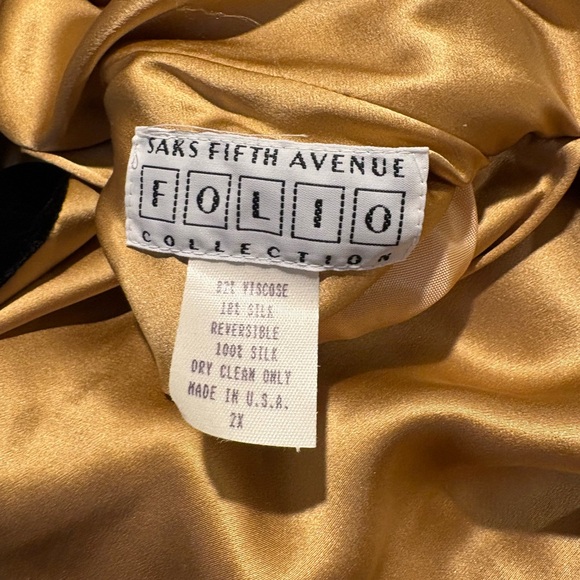 SAKS FIFTH AVENUE
FOLIO
COLLECTION
82% VISCOSE
18% SILK
REVERSIBLE
100% SILK
DRY CLEAN ONLY
MADE IN U.S.A.
2X